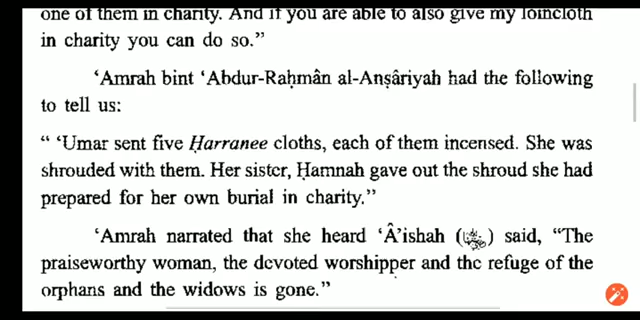 one of them in charity. And if you are able to also give my loincloth
in charity you can do so.”
‘Amrah bint ‘Abdur-Raḥmân al-Anṣâriyah had the following
to tell us:
“ ‘Umar sent five Ḥarranee cloths, each of them incensed. She was
shrouded with them. Her sister, Ḥamnah gave out the shroud she had
prepared for her own burial in charity.”
‘Amrah narrated that she heard ‘Â’ishah () said, “The
praiseworthy woman, the devoted worshipper and the refuge of the
orphans and the widows is gone.”